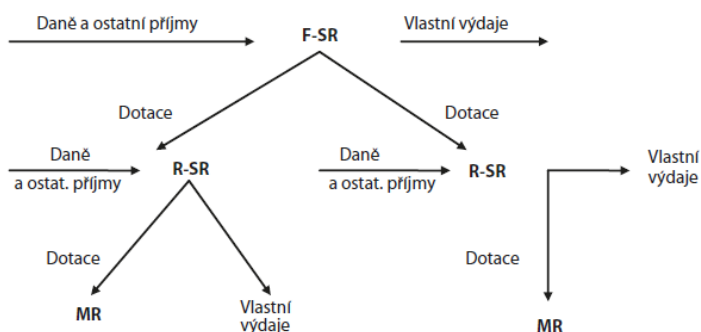 Daně a ostatní příjmy
F-SR
Vlastní výdaje
Dotace
Dotace
Daně
a ostat. příjmy
R-SR
Daně
a ostat. příjmy
R-SR
Vlastní
výdaje
Dotace
MR
Vlastní
výdaje
Dotace
MR